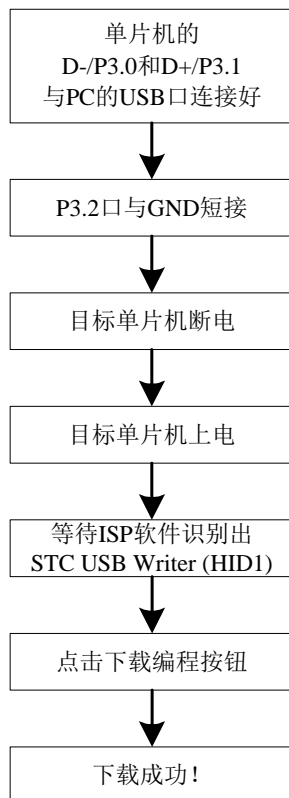 单片机的
D-/P3.0和D+/P3.1
与PC的USB口连接好
P3.2口与GND短接
目标单片机断电
目标单片机上电
等待ISP软件识别出
STC USB Writer (HID1)
点击下载编程按钮
下载成功！